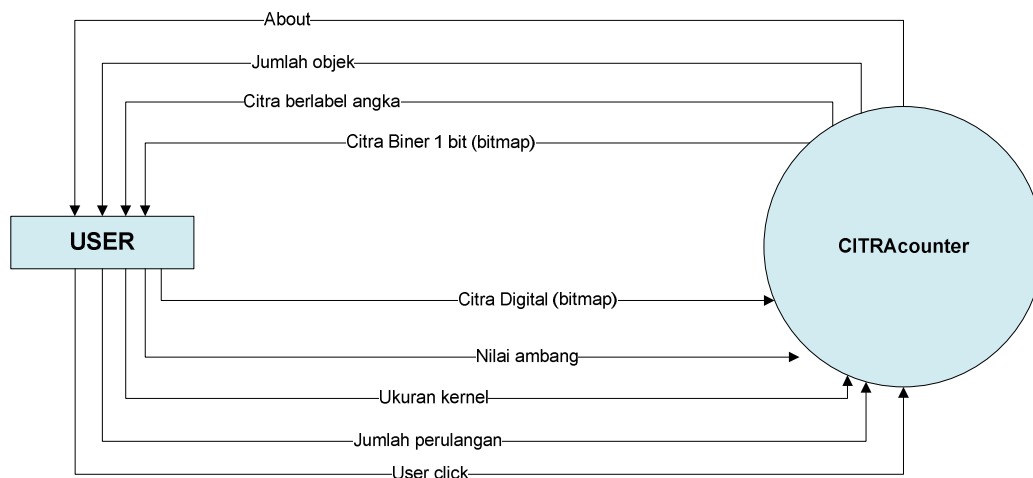 About
Jumlah objek
Citra berlabel angka
Citra Biner 1 bit (bitmap)
USER
CITRAcounter
Citra Digital (bitmap)
Nilai ambang
Ukuran kernel
Jumlah perulangan
User click